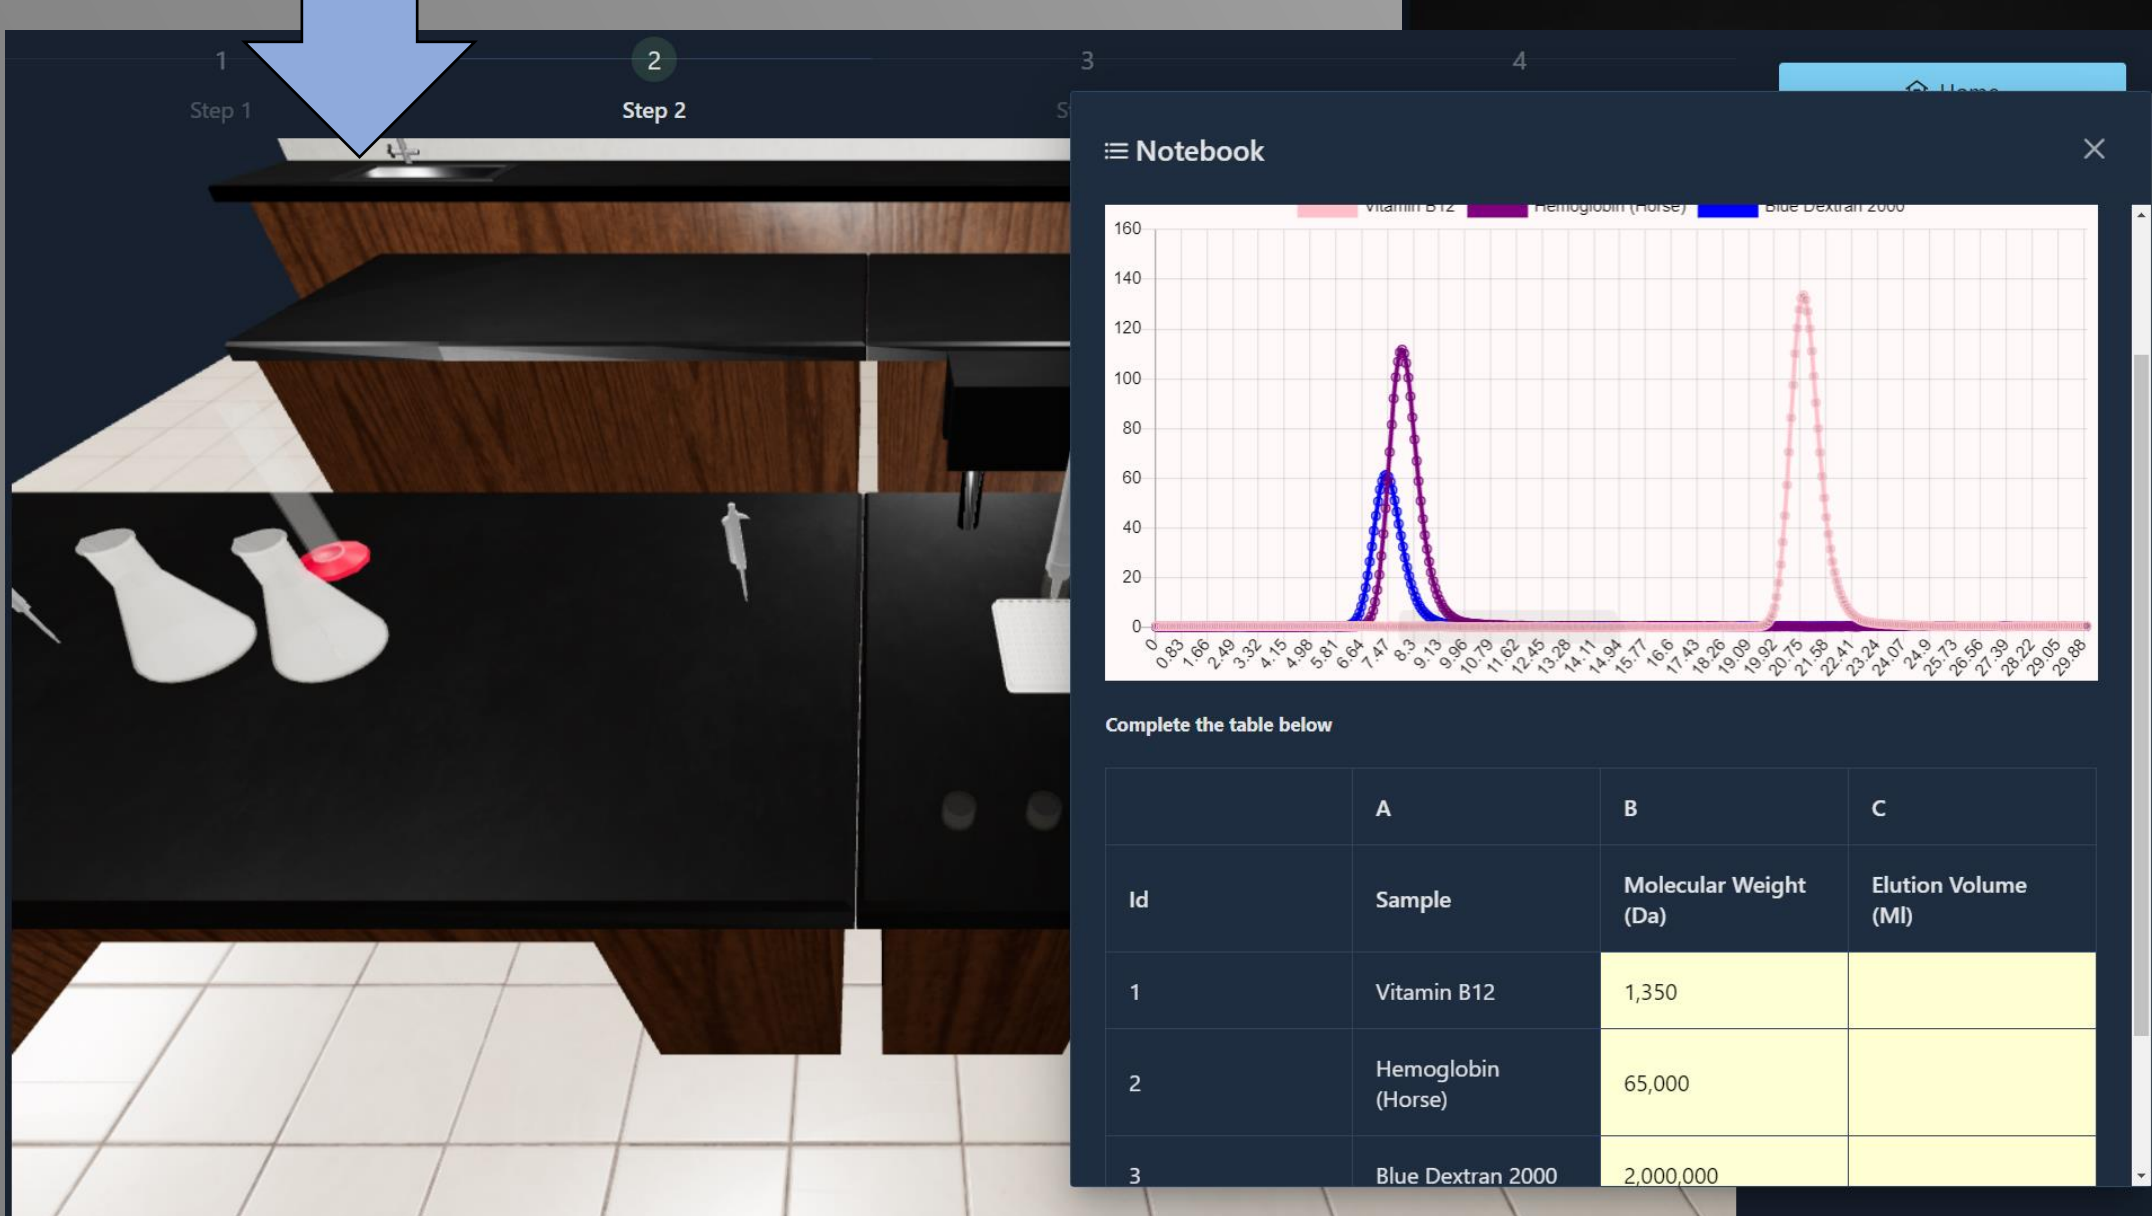 1
2
3
4
Step 1
Step 2
Home
Notebook
Vitamin B12
Hemoglobin (Horse)
Blue Dextran 2000
160
140
120
100
80
60
40
20
0
0 0.83 1.66 2.49 3.32 4.15 4.98 5.81 6.64 7.47 8.3 9.13 9.96 10.79 11.62 12.45 13.28 14.11 14.94 15.77 16.6 17.43 18.26 19.09 19.92 20.75 21.58 22.41 23.24 24.07 24.9 25.73 26.56 27.39 28.22 29.05 29.88
Complete the table below
A B C
Id Sample Molecular Weight (Da) Elution Volume (Ml)
1 Vitamin B12 1,350
2 Hemoglobin (Horse) 65,000
3 Blue Dextran 2000 2,000,000